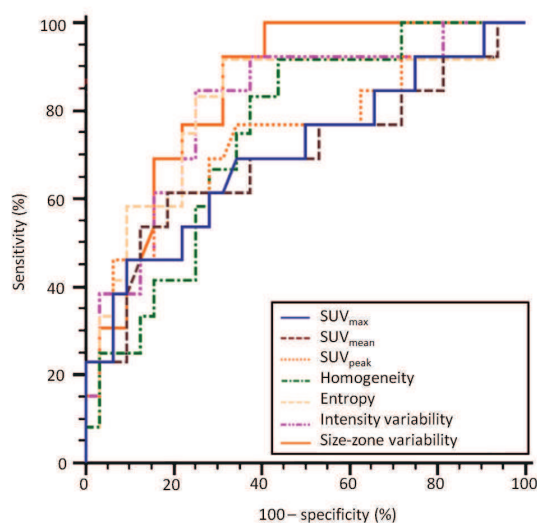 100
80
60
40
20
0
Sensitivity (%)
SUVmax
SUVmean
SUVpeak
Homogeneity
Entropy
Intensity variability
Size-zone variability
0 20 40 60 80 100
100 – specificity (%)